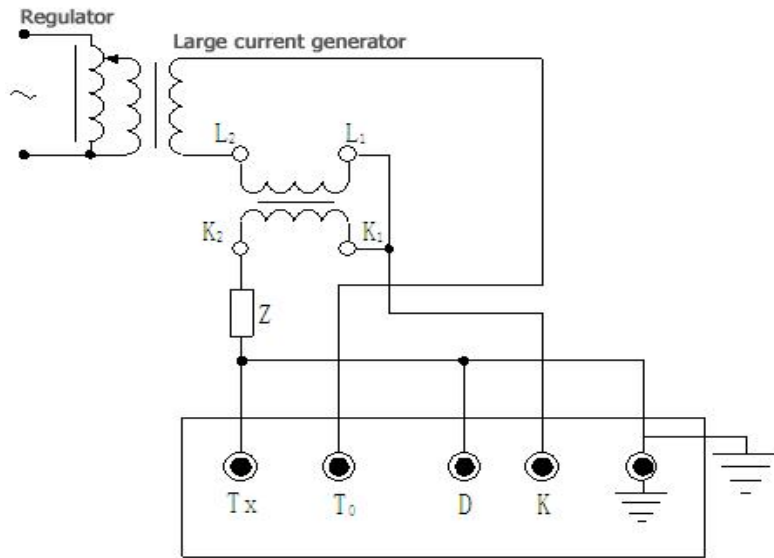 Regulator
Large current generator
~
L₂ L₁
K₂ K₁
Z
Tx T₀ D K